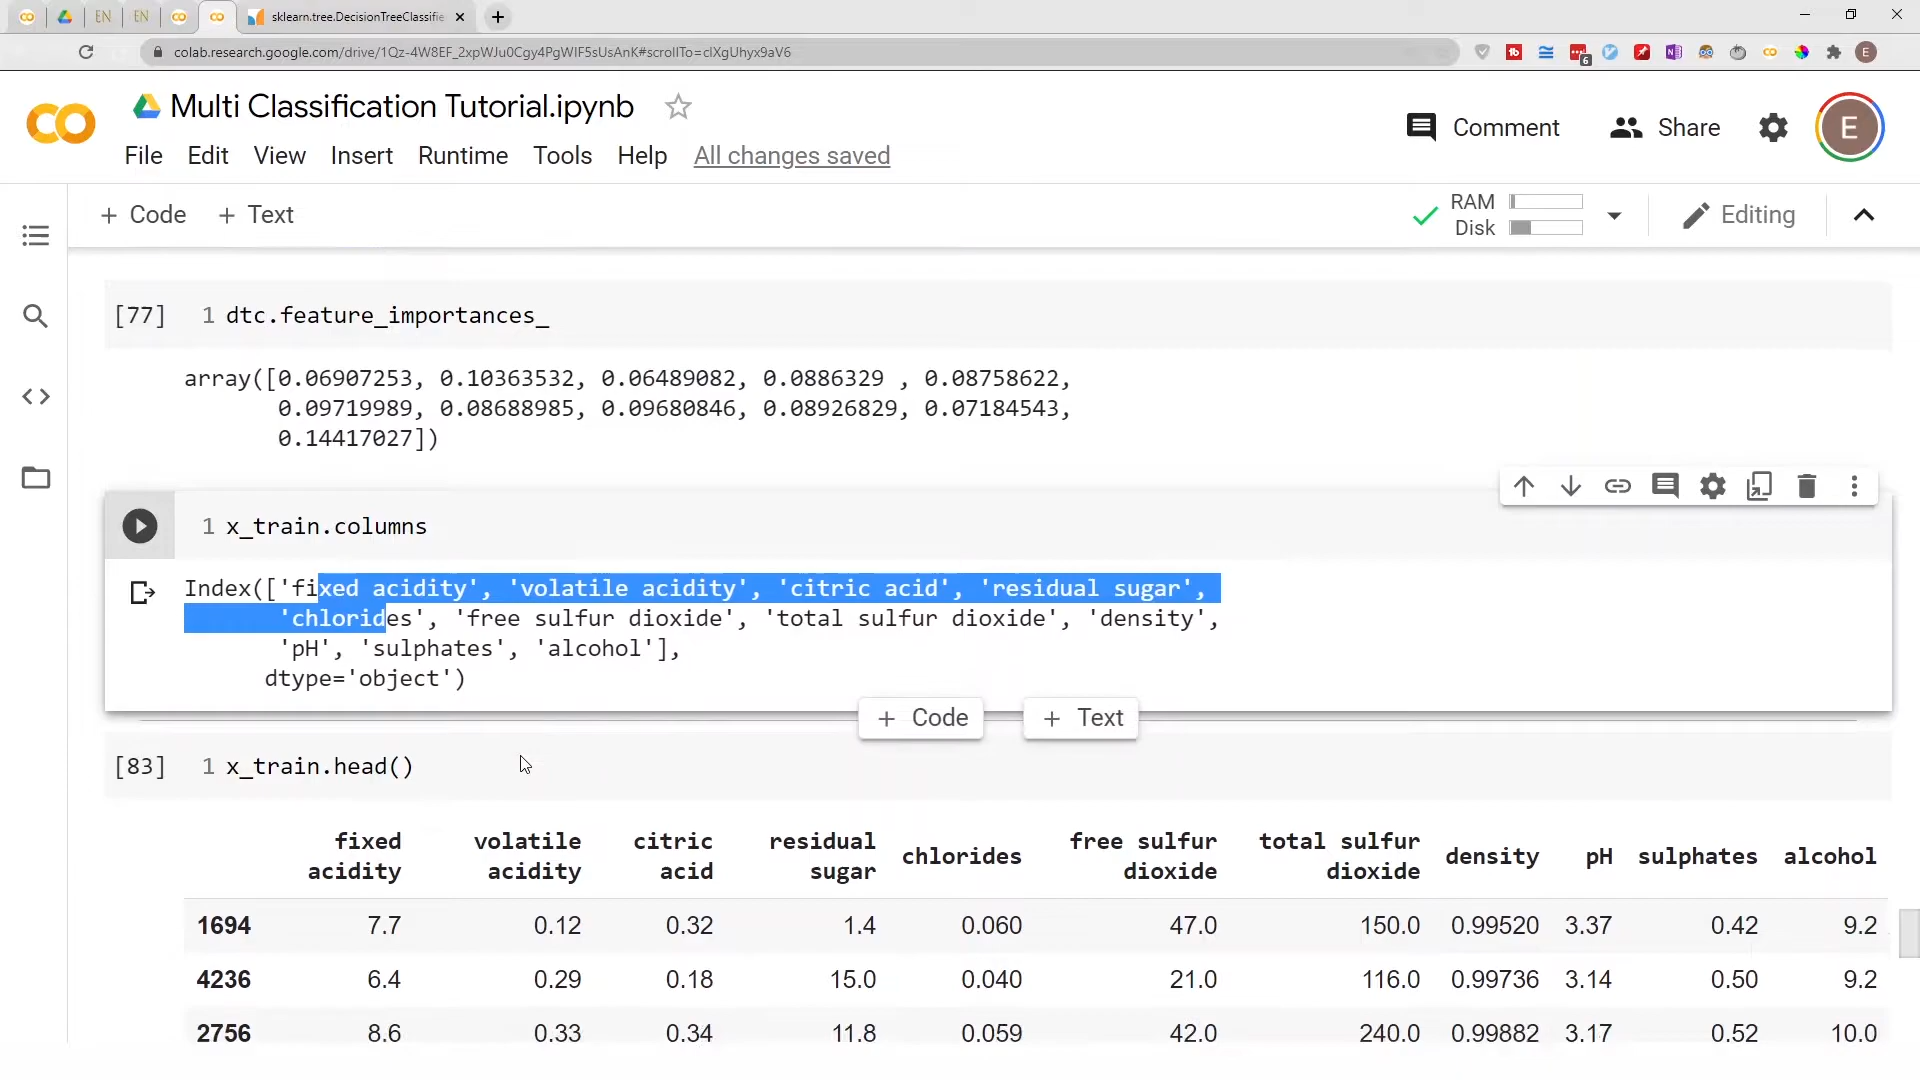 EN
EN
sklearn.tree.DecisionTreeClassifie
colab.research.google.com/drive/1Qz-4W8EF_2xpWJu0Cgy4PgWIF5sUsAnK#scrollTo=clXgUhyx9aV6
6
E
Multi Classification Tutorial.ipynb
Comment
Share
E
File Edit View Insert Runtime Tools Help All changes saved
+ Code + Text
RAM
Disk
Editing
[77] 1 dtc.feature_importances_
array([0.06907253, 0.10363532, 0.06489082, 0.0886329 , 0.08758622,
0.09719989, 0.08688985, 0.09680846, 0.08926829, 0.07184543,
0.14417027])
1 x_train.columns
Index(['fixed acidity', 'volatile acidity', 'citric acid', 'residual sugar',
'chlorides', 'free sulfur dioxide', 'total sulfur dioxide', 'density',
'pH', 'sulphates', 'alcohol'],
dtype='object')
+ Code + Text
[83] 1 x_train.head()
fixed acidity volatile acidity citric acid residual sugar chlorides free sulfur dioxide total sulfur dioxide density pH sulphates alcohol
1694 7.7 0.12 0.32 1.4 0.060 47.0 150.0 0.99520 3.37 0.42 9.2
4236 6.4 0.29 0.18 15.0 0.040 21.0 116.0 0.99736 3.14 0.50 9.2
2756 8.6 0.33 0.34 11.8 0.059 42.0 240.0 0.99882 3.17 0.52 10.0